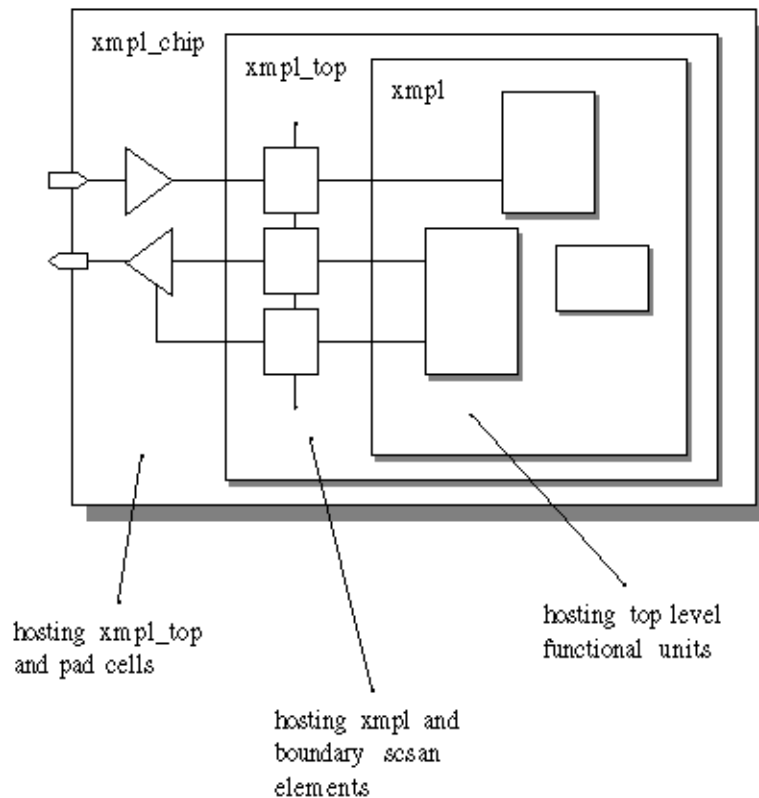 xmpl_chip
xmpl_top
xmpl
hosting xmpl_top
and pad cells
hosting xmpl and
boundary scsan
elements
hosting top level
functional units